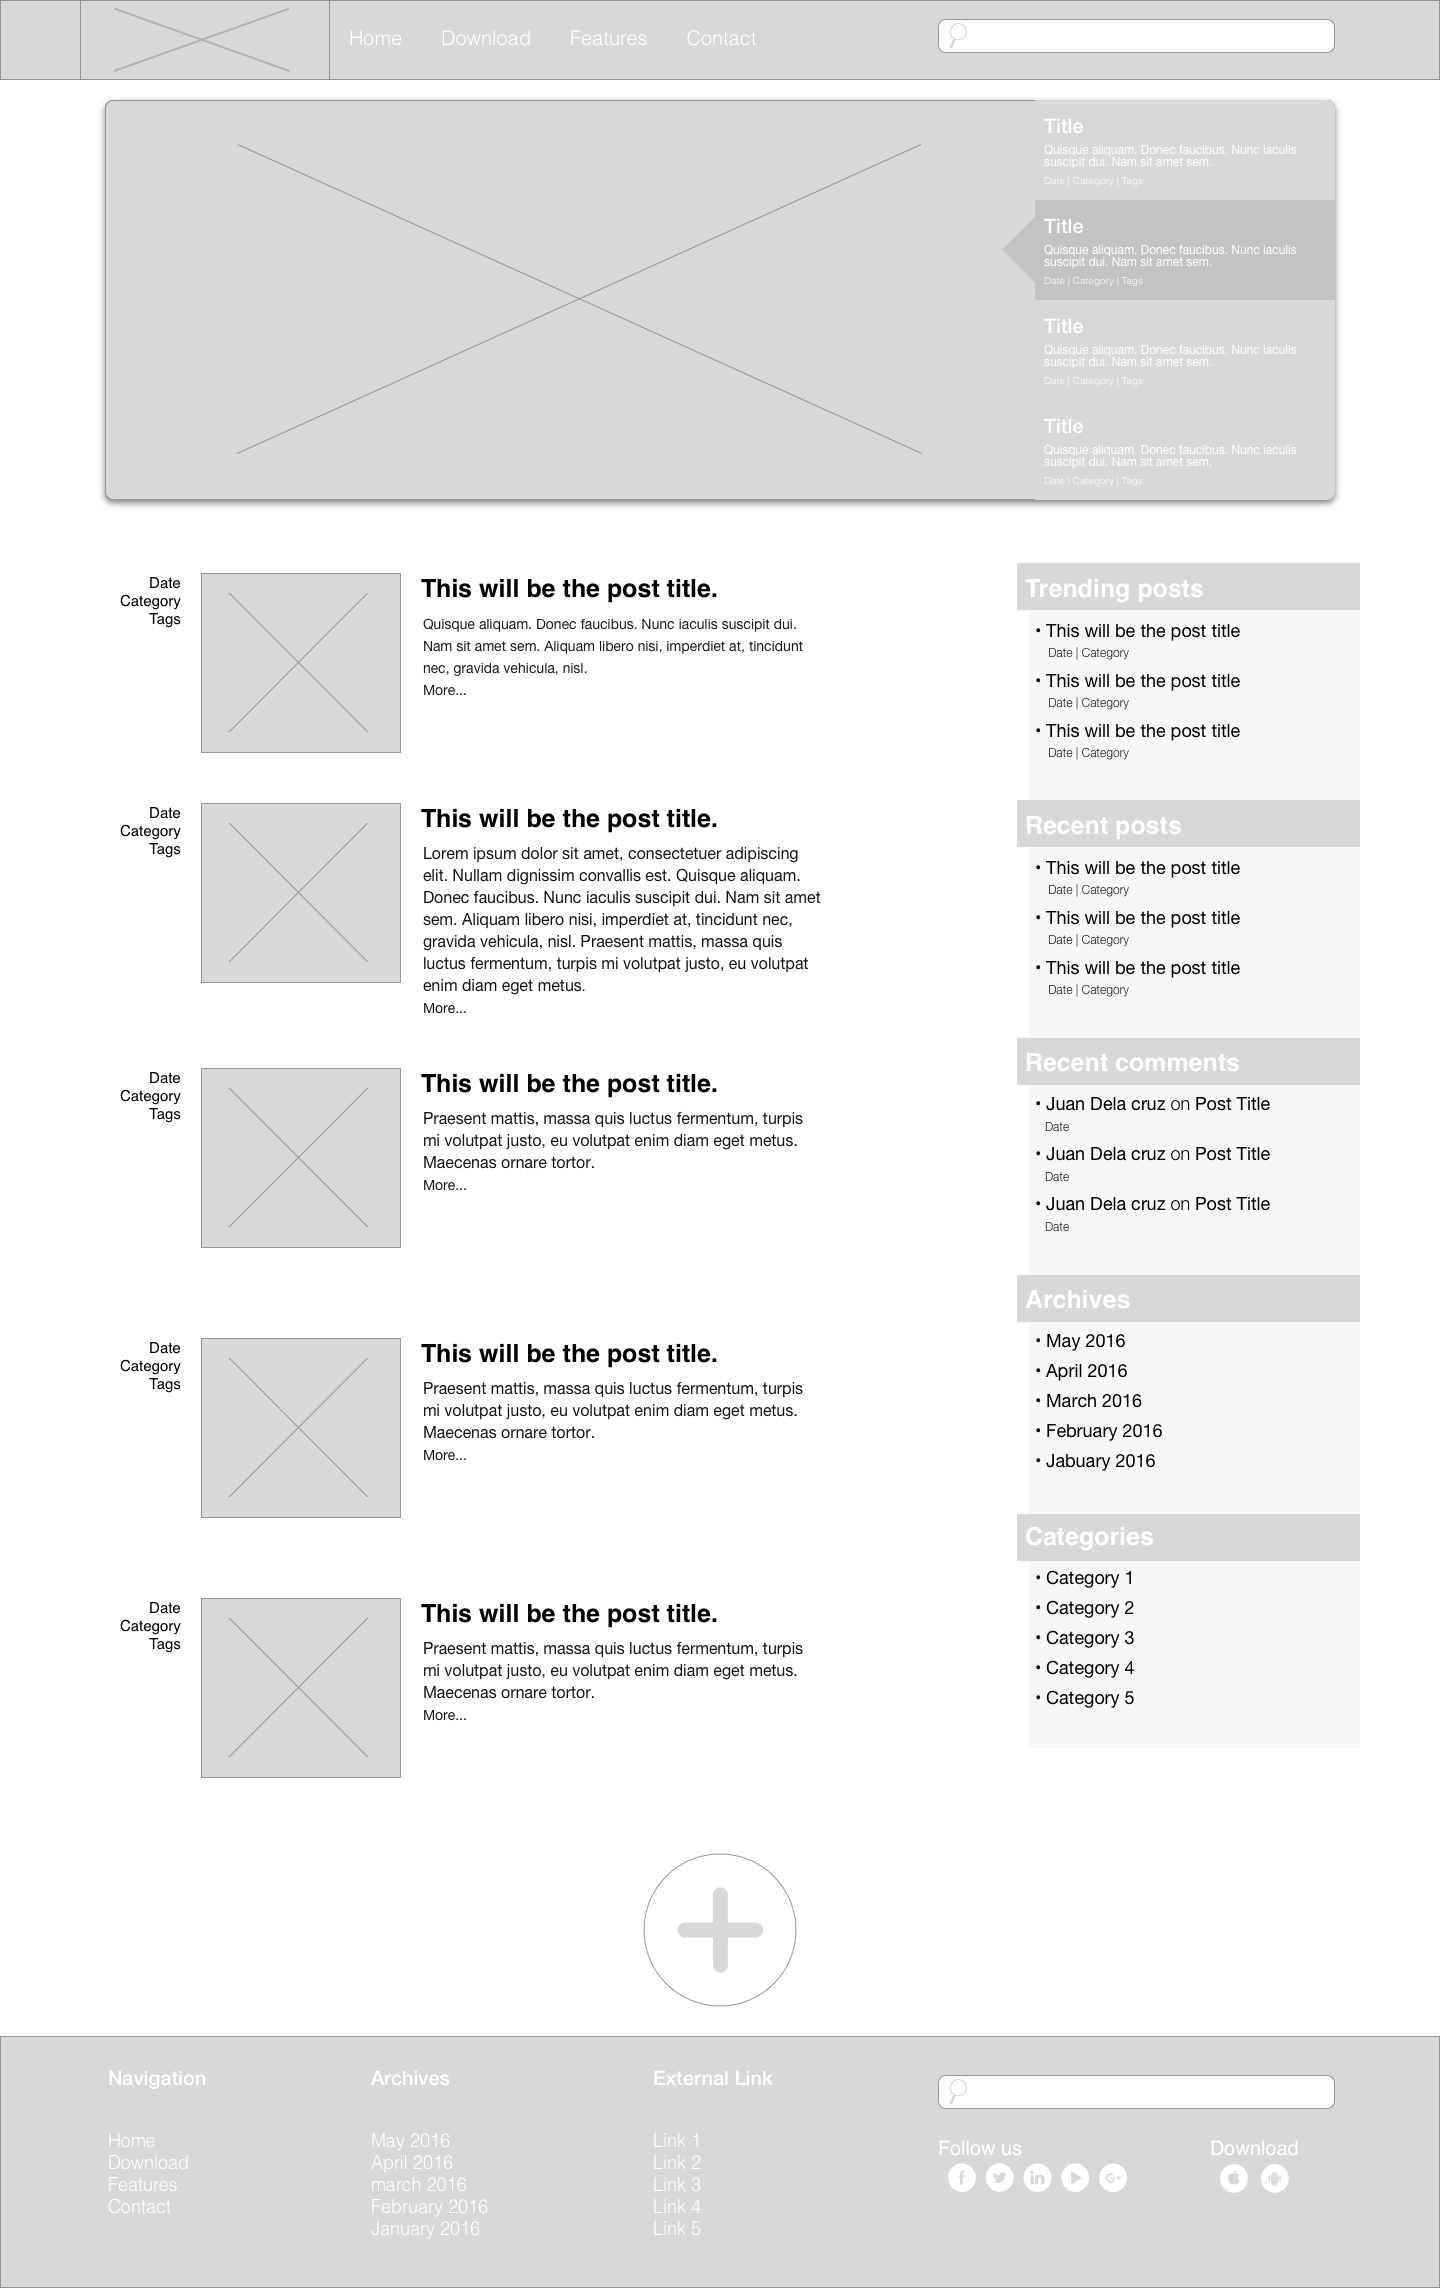 Home Download Features Contact
Title
Quisque aliquam. Donec faucibus. Nunc iaculis
suscipit dui. Nam sit amet sem.
Date | Category | Tags
Title
Quisque aliquam. Donec faucibus. Nunc iaculis
suscipit dui. Nam sit amet sem.
Date | Category | Tags
Title
Quisque aliquam. Donec faucibus. Nunc iaculis
suscipit dui. Nam sit amet sem.
Date | Category | Tags
Title
Quisque aliquam. Donec faucibus. Nunc iaculis
suscipit dui. Nam sit amet sem.
Date | Category | Tags
Date
Category
Tags
This will be the post title.
Quisque aliquam. Donec faucibus. Nunc iaculis suscipit dui.
Nam sit amet sem. Aliquam libero nisi, imperdiet at, tincidunt
nec, gravida vehicula, nisl.
More...
Date
Category
Tags
This will be the post title.
Lorem ipsum dolor sit amet, consectetuer adipiscing
elit. Nullam dignissim convallis est. Quisque aliquam.
Donec faucibus. Nunc iaculis suscipit dui. Nam sit amet
sem. Aliquam libero nisi, imperdiet at, tincidunt nec,
gravida vehicula, nisl. Praesent mattis, massa quis
luctus fermentum, turpis mi volutpat justo, eu volutpat
enim diam eget metus.
More...
Date
Category
Tags
This will be the post title.
Praesent mattis, massa quis luctus fermentum, turpis
mi volutpat justo, eu volutpat enim diam eget metus.
Maecenas ornare tortor.
More...
Date
Category
Tags
This will be the post title.
Praesent mattis, massa quis luctus fermentum, turpis
mi volutpat justo, eu volutpat enim diam eget metus.
Maecenas ornare tortor.
More...
Date
Category
Tags
This will be the post title.
Praesent mattis, massa quis luctus fermentum, turpis
mi volutpat justo, eu volutpat enim diam eget metus.
Maecenas ornare tortor.
More...
Trending posts
• This will be the post title
Date | Category
• This will be the post title
Date | Category
• This will be the post title
Date | Category
Recent posts
• This will be the post title
Date | Category
• This will be the post title
Date | Category
• This will be the post title
Date | Category
Recent comments
• Juan Dela cruz on Post Title
Date
• Juan Dela cruz on Post Title
Date
• Juan Dela cruz on Post Title
Date
Archives
• May 2016
• April 2016
• March 2016
• February 2016
• Jabuary 2016
Categories
• Category 1
• Category 2
• Category 3
• Category 4
• Category 5
Navigation
Home
Download
Features
Contact
Archives
May 2016
April 2016
march 2016
February 2016
January 2016
External Link
Link 1
Link 2
Link 3
Link 4
Link 5
Follow us
Download